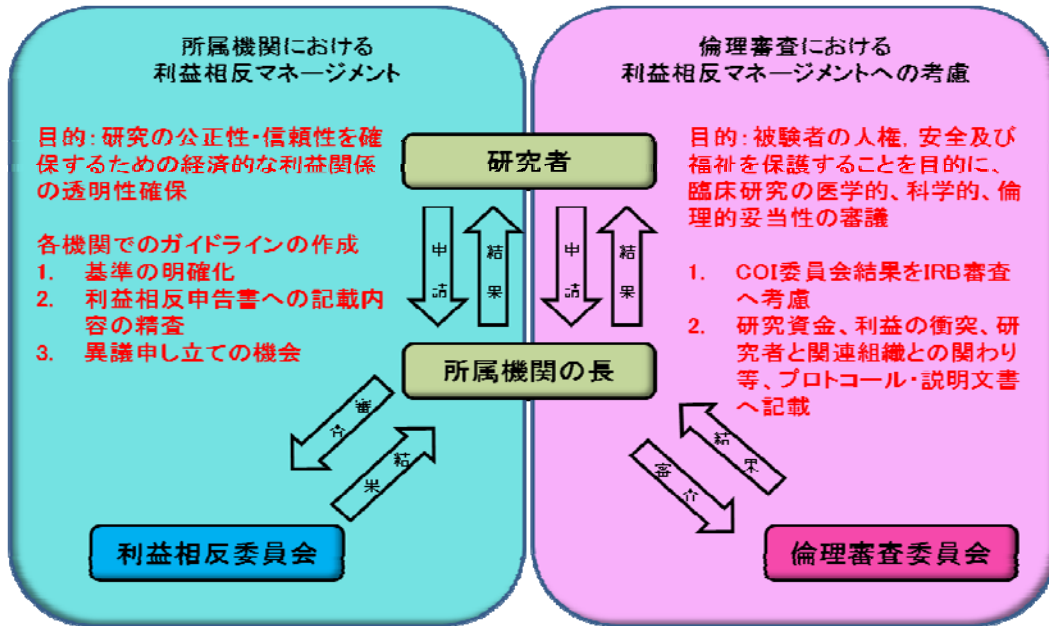 所属機関における
利益相反マネージメント
目的:研究の公正性・信頼性を確
保するための経済的な利益関係
の透明性確保
各機関でのガイドラインの作成
1. 基準の明確化
2. 利益相反申告書への記載内
容の精査
3. 異議申し立ての機会
倫理審査における
利益相反マネージメントへの考慮
目的:被験者の人権,安全及び
福祉を保護することを目的に、
臨床研究の医学的、科学的、倫
理的妥当性の審議
1. COI委員会結果をIRB審査
へ考慮
2. 研究資金、利益の衝突、研
究者と関連組織との関わり
等、プロトコール・説明文書
へ記載
研究者
申請
結果
申請
結果
所属機関の長
審査
結果
審査
結果
利益相反委員会
倫理審査委員会